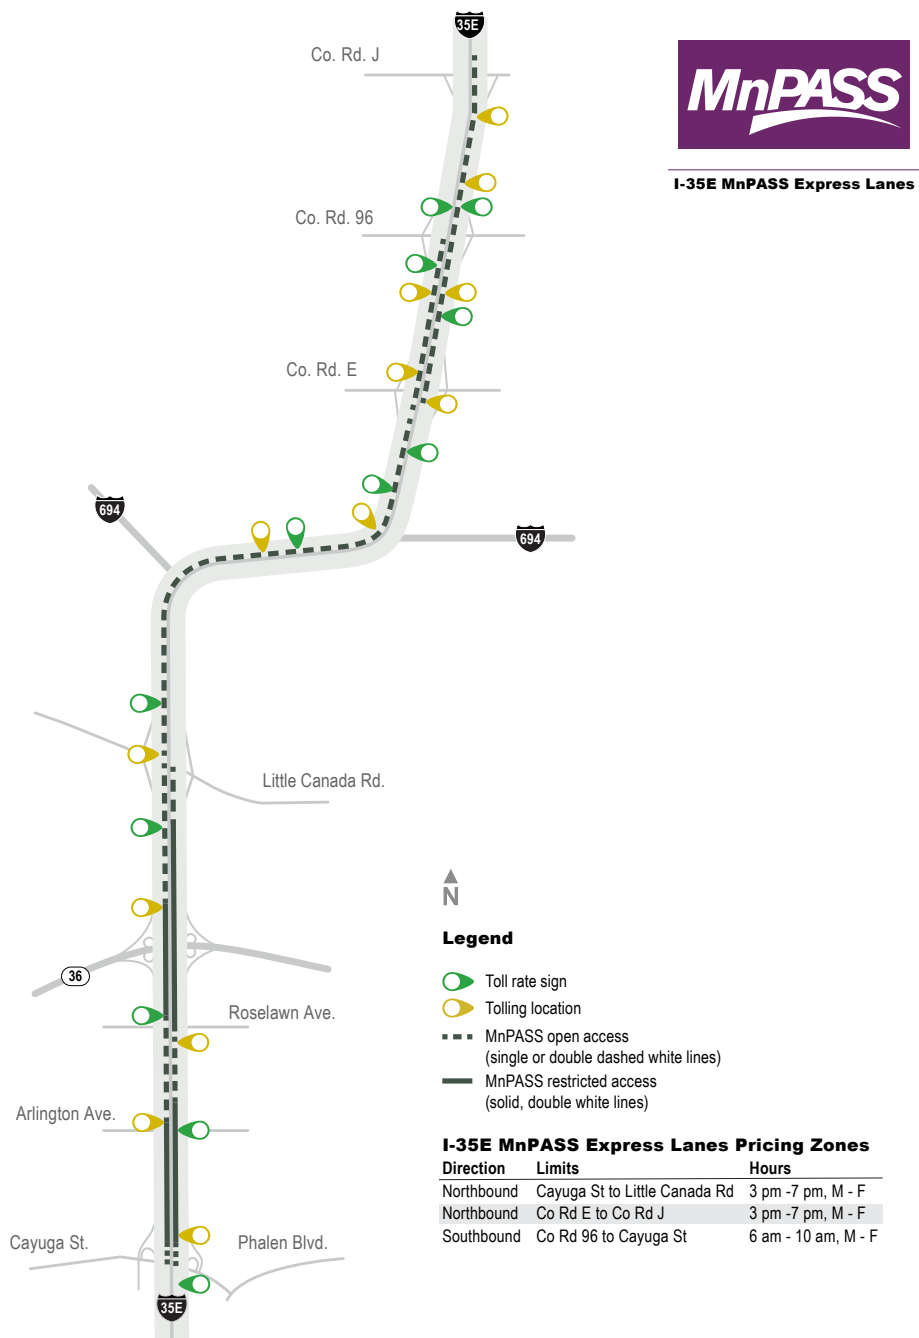 35E
Co. Rd. J
MnPASS
I-35E MnPASS Express Lanes
Co. Rd. 96
Co. Rd. E
694
694
Little Canada Rd.
N
Legend
36
Toll rate sign
Tolling location
Roselawn Ave.
MnPASS open access
(single or double dashed white lines)
MnPASS restricted access
(solid, double white lines)
Arlington Ave.
I-35E MnPASS Express Lanes Pricing Zones
Direction Limits Hours
Northbound Cayuga St to Little Canada Rd 3 pm -7 pm, M - F
Northbound Co Rd E to Co Rd J 3 pm -7 pm, M - F
Southbound Co Rd 96 to Cayuga St 6 am - 10 am, M - F
Cayuga St. Phalen Blvd.
35E